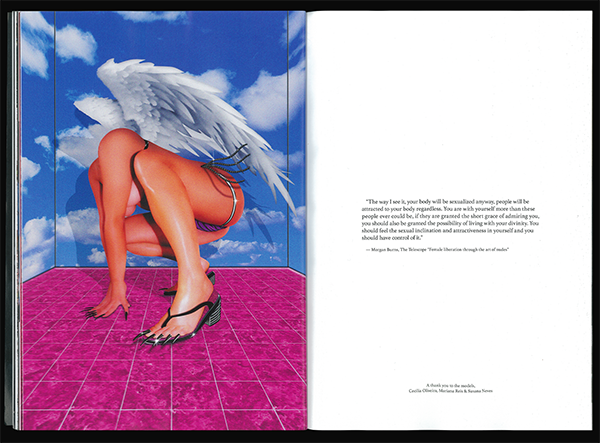 "The way I see it, your body will be sexualized anyway, people will be
attracted to your body regardless. You are with yourself more than these
people ever could be, if they are granted the short grace of admiring you,
you should also be granted the possibility of living with your divinity. You
should feel the sexual inclination and attractiveness in yourself and you
should have control of it."
— Morgan Burns, The Telescope "Female liberation through the art of nudes"
A thank you to the models,
Cecília Oliveira, Mariana Reis & Susana Neves